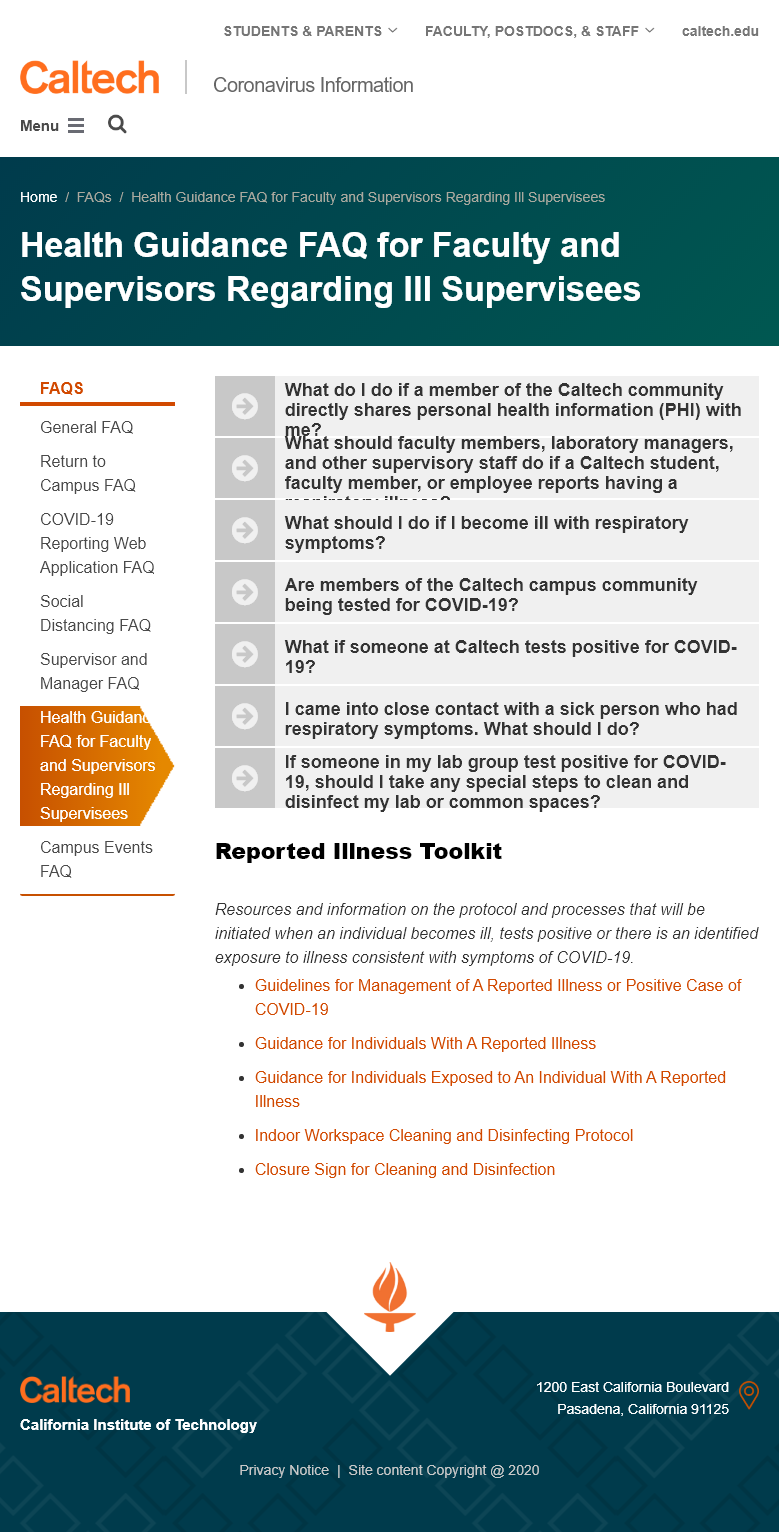 STUDENTS & PARENTS
FACULTY, POSTDOCS, & STAFF
caltech.edu
Caltech
Coronavirus Information
Menu
Home / FAQs / Health Guidance FAQ for Faculty and Supervisors Regarding Ill Supervisees
Health Guidance FAQ for Faculty and
Supervisors Regarding Ill Supervisees
FAQS
General FAQ
Return to
Campus FAQ
COVID-19
Reporting Web
Application FAQ
Social
Distancing FAQ
Supervisor and
Manager FAQ
Health Guidance
FAQ for Faculty
and Supervisors
Regarding Ill
Supervisees
Campus Events
FAQ
What do I do if a member of the Caltech community
directly shares personal health information (PHI) with
me?
What should faculty members, laboratory managers,
and other supervisory staff do if a Caltech student,
faculty member, or employee reports having a
respiratory illness?
What should I do if I become ill with respiratory
symptoms?
Are members of the Caltech campus community
being tested for COVID-19?
What if someone at Caltech tests positive for COVID-
19?
I came into close contact with a sick person who had
respiratory symptoms. What should I do?
If someone in my lab group test positive for COVID-
19, should I take any special steps to clean and
disinfect my lab or common spaces?
Reported Illness Toolkit
Resources and information on the protocol and processes that will be
initiated when an individual becomes ill, tests positive or there is an identified
exposure to illness consistent with symptoms of COVID-19.
Guidelines for Management of A Reported Illness or Positive Case of
COVID-19
Guidance for Individuals With A Reported Illness
Guidance for Individuals Exposed to An Individual With A Reported
Illness
Indoor Workspace Cleaning and Disinfecting Protocol
Closure Sign for Cleaning and Disinfection
Caltech
California Institute of Technology
1200 East California Boulevard
Pasadena, California 91125
Privacy Notice | Site content Copyright @ 2020